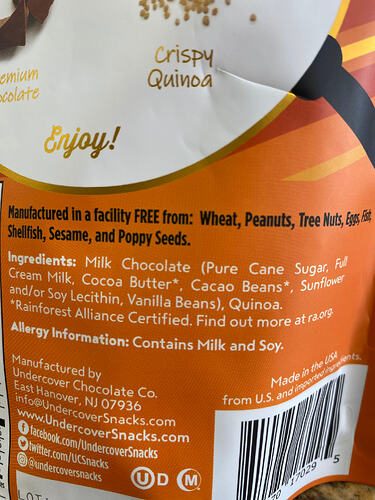 emium
ocolate
Crispy
Quinoa
Enjoy!
Manufactured in a facility FREE from: Wheat, Peanuts, Tree Nuts, Eggs, Fish,
Shellfish, Sesame, and Poppy Seeds.
Ingredients: Milk Chocolate (Pure Cane Sugar, Full
Cream Milk, Cocoa Butter*, Cacao Beans*, Sunflower
and/or Soy Lecithin, Vanilla Beans), Quinoa.
*Rainforest Alliance Certified. Find out more at ra.org.
Allergy Information: Contains Milk and Soy.
Manufactured by
Undercover Chocolate Co.
East Hanover, NJ 07936
info@UndercoverSnacks.com
www.UndercoverSnacks.com
facebook.com/UndercoverSnacks
twitter.com/UCSnacks
@undercoversnacks
Made in the USA
from U.S. and imported ingredients.
U D M
17029 5